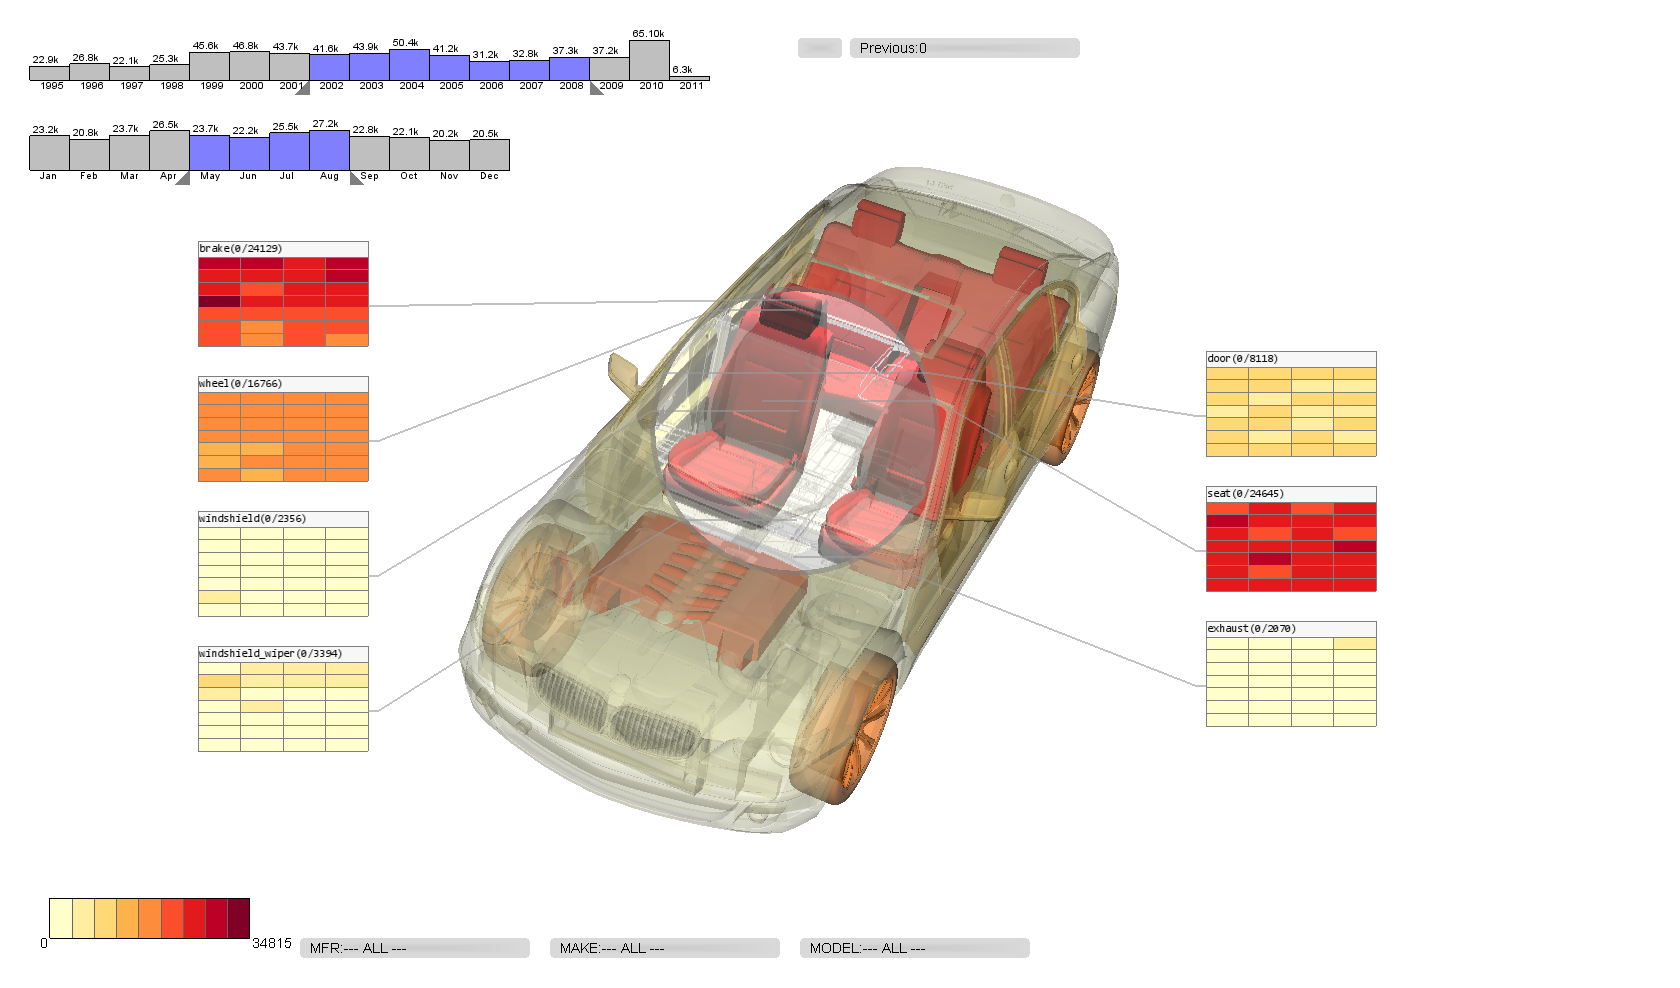 22.9k 26.8k 22.1k 25.3k 45.6k 46.8k 43.7k 41.6k 43.9k 50.4k 41.2k 31.2k 32.8k 37.3k 37.2k 65.10k 6.3k
1995 1996 1997 1998 1999 2000 2001 2002 2003 2004 2005 2006 2007 2008 2009 2010 2011
Previous:0
23.2k 20.8k 23.7k 26.5k 23.7k 22.2k 25.5k 27.2k 22.8k 22.1k 20.2k 20.5k
Jan Feb Mar Apr May Jun Jul Aug Sep Oct Nov Dec
brake(0/24129)
wheel(0/16766)
windshield(0/2356)
windshield_wiper(0/3394)
door(0/8118)
seat(0/24645)
exhaust(0/2070)
0 34815
MFR:--- ALL ---
MAKE:--- ALL ---
MODEL:--- ALL ---